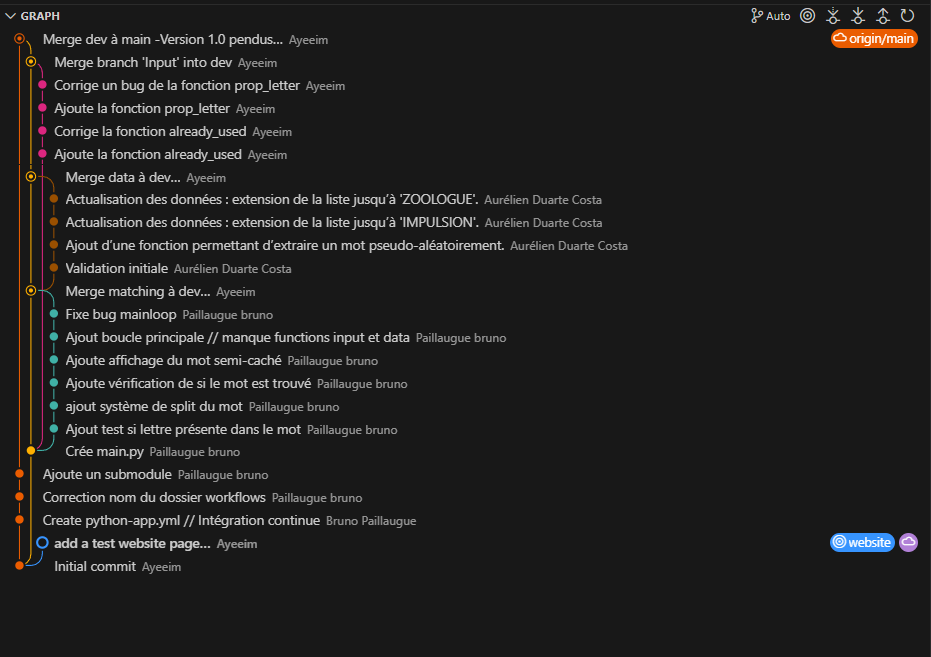 GRAPH Auto
Merge dev à main -Version 1.0 pendus... Ayeeim origin/main
Merge branch 'Input' into dev Ayeeim
Corrige un bug de la fonction prop_letter Ayeeim
Ajoute la fonction prop_letter Ayeeim
Corrige la fonction already_used Ayeeim
Ajoute la fonction already_used Ayeeim
Merge data à dev... Ayeeim
Actualisation des données : extension de la liste jusqu'à 'ZOOLOGUE'. Aurélien Duarte Costa
Actualisation des données : extension de la liste jusqu'à 'IMPULSION'. Aurélien Duarte Costa
Ajout d'une fonction permettant d'extraire un mot pseudo-aléatoirement. Aurélien Duarte Costa
Validation initiale Aurélien Duarte Costa
Merge matching à dev... Ayeeim
Fixe bug mainloop Paillaugue bruno
Ajout boucle principale // manque functions input et data Paillaugue bruno
Ajoute affichage du mot semi-caché Paillaugue bruno
Ajoute vérification de si le mot est trouvé Paillaugue bruno
ajout système de split du mot Paillaugue bruno
Ajout test si lettre présente dans le mot Paillaugue bruno
Crée main.py Paillaugue bruno
Ajoute un submodule Paillaugue bruno
Correction nom du dossier workflows Paillaugue bruno
Create python-app.yml // Intégration continue Bruno Paillaugue
add a test website page... Ayeeim website
Initial commit Ayeeim